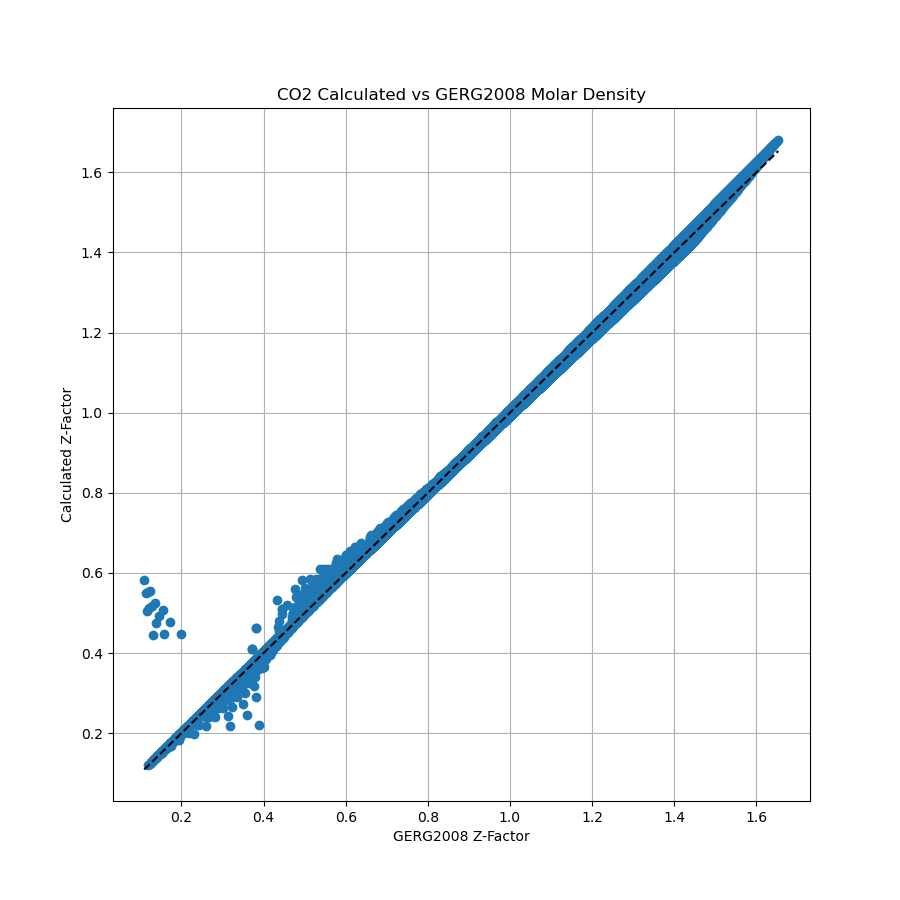 CO2 Calculated vs GERG2008 Molar Density
1.6
1.4
1.2
1.0
0.8
0.6
0.4
0.2
Calculated Z-Factor
0.2 0.4 0.6 0.8 1.0 1.2 1.4 1.6
GERG2008 Z-Factor